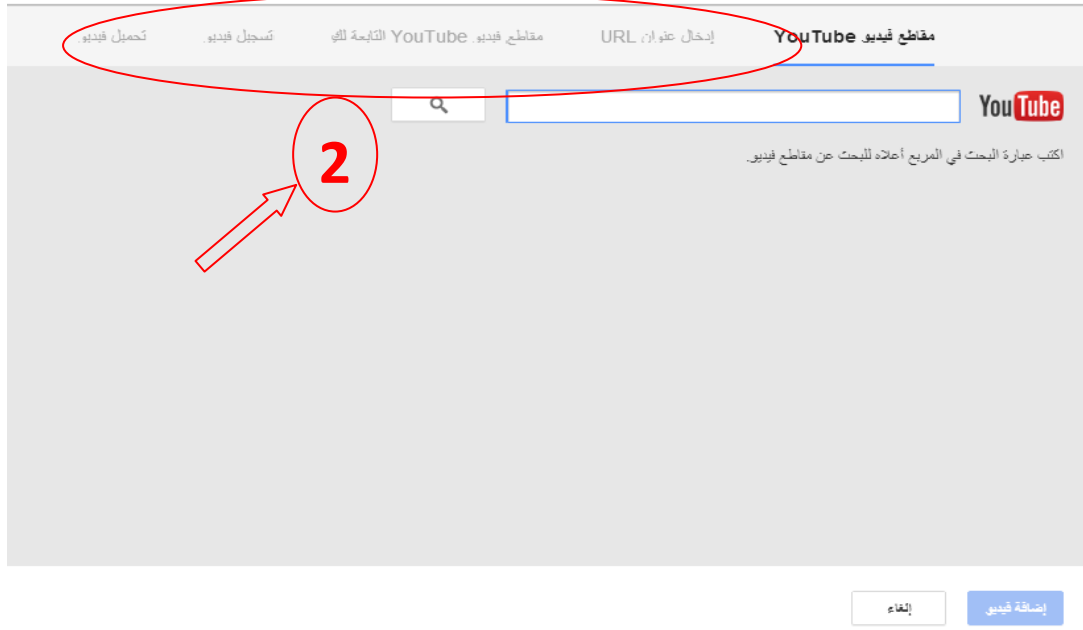 مقاطع فيديو YouTube
إدخال عنوان URL
مقاطع فيديو YouTube التابعة لك
تسجيل فيديو
تحميل فيديو
YouTube
اكتب عبارة البحث في المربع أعلاه للبحث عن مقاطع فيديو.
2
إضافة فيديو
إلغاء